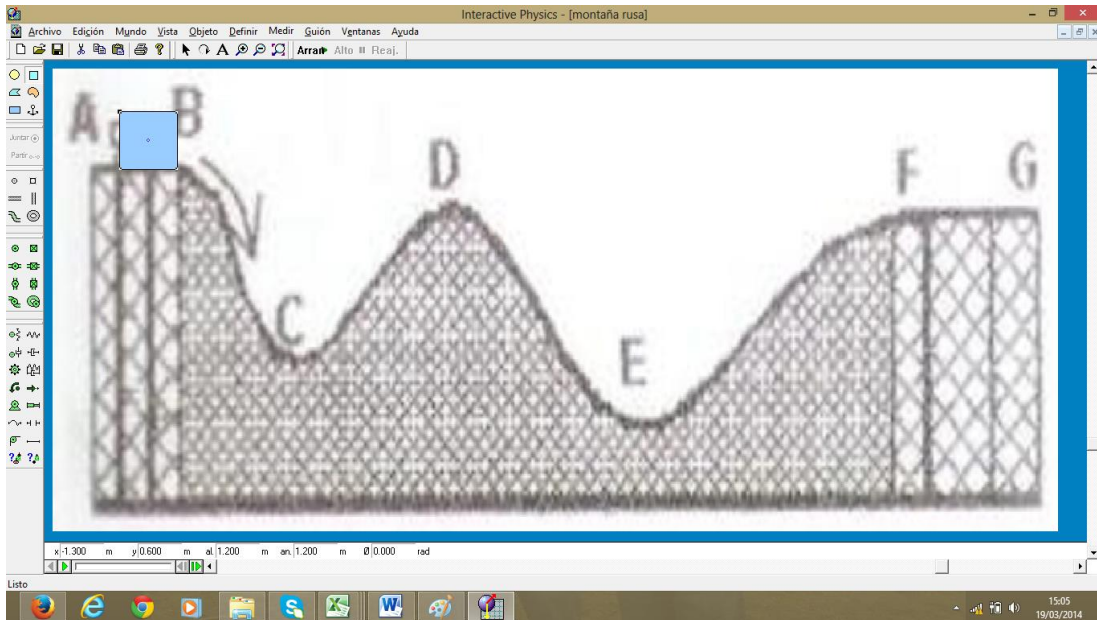 Interactive Physics - [montaña rusa]
Archivo Edición Mundo Vista Objeto Definir Medir Guión Ventanas Ayuda
A Arran Alto Reaj.
Juntar
Partir
A B
D
F G
C
E
x -1.300 m y 0.600 m al. 1.200 m an. 1.200 m Ø 0.000 rad
Listo
15:05
19/03/2014